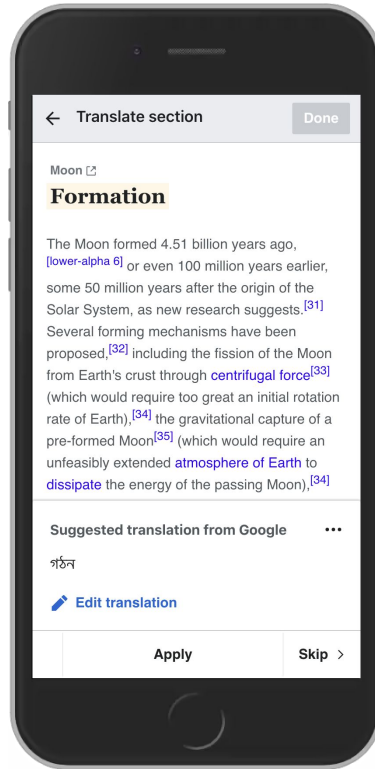 Translate section
Done
Moon
Formation
The Moon formed 4.51 billion years ago,
[lower-alpha 6] or even 100 million years earlier,
some 50 million years after the origin of the
Solar System, as new research suggests.[31]
Several forming mechanisms have been
proposed,[32] including the fission of the Moon
from Earth's crust through centrifugal force[33]
(which would require too great an initial rotation
rate of Earth),[34] the gravitational capture of a
pre-formed Moon[35] (which would require an
unfeasibly extended atmosphere of Earth to
dissipate the energy of the passing Moon),[34]
Suggested translation from Google
গঠন
Edit translation
Apply
Skip